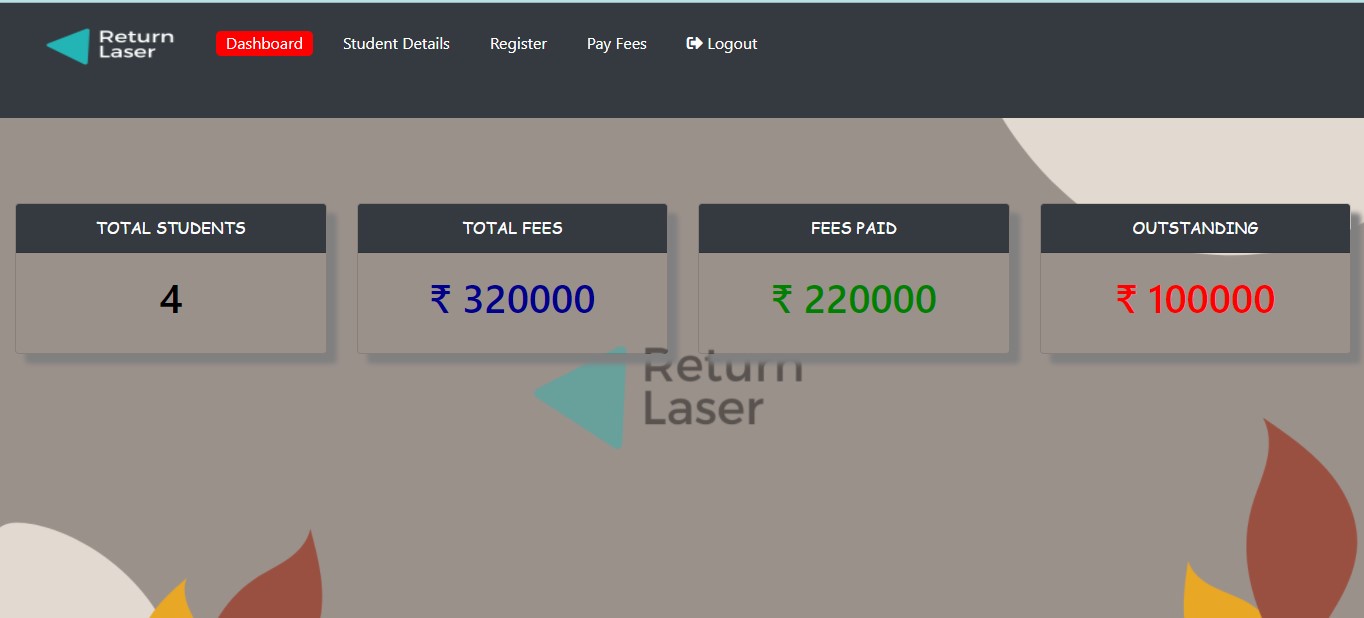 Return
Laser
Dashboard Student Details Register Pay Fees Logout
TOTAL STUDENTS
4
TOTAL FEES
₹ 320000
FEES PAID
₹ 220000
OUTSTANDING
₹ 100000
Return
Laser